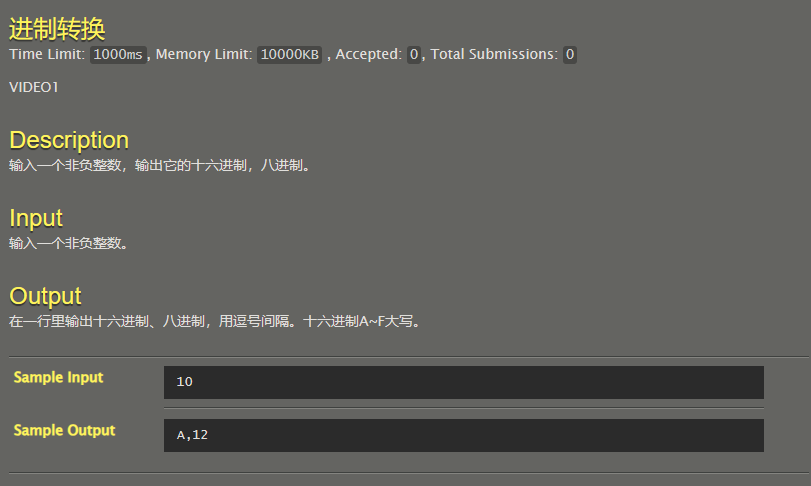 进制转换
Time Limit: 1000ms, Memory Limit: 10000KB , Accepted: 0, Total Submissions: 0
VIDEO1
Description
输入一个非负整数，输出它的十六进制，八进制。
Input
输入一个非负整数。
Output
在一行里输出十六进制、八进制，用逗号间隔。十六进制A~F大写。
Sample Input
10
Sample Output
A,12